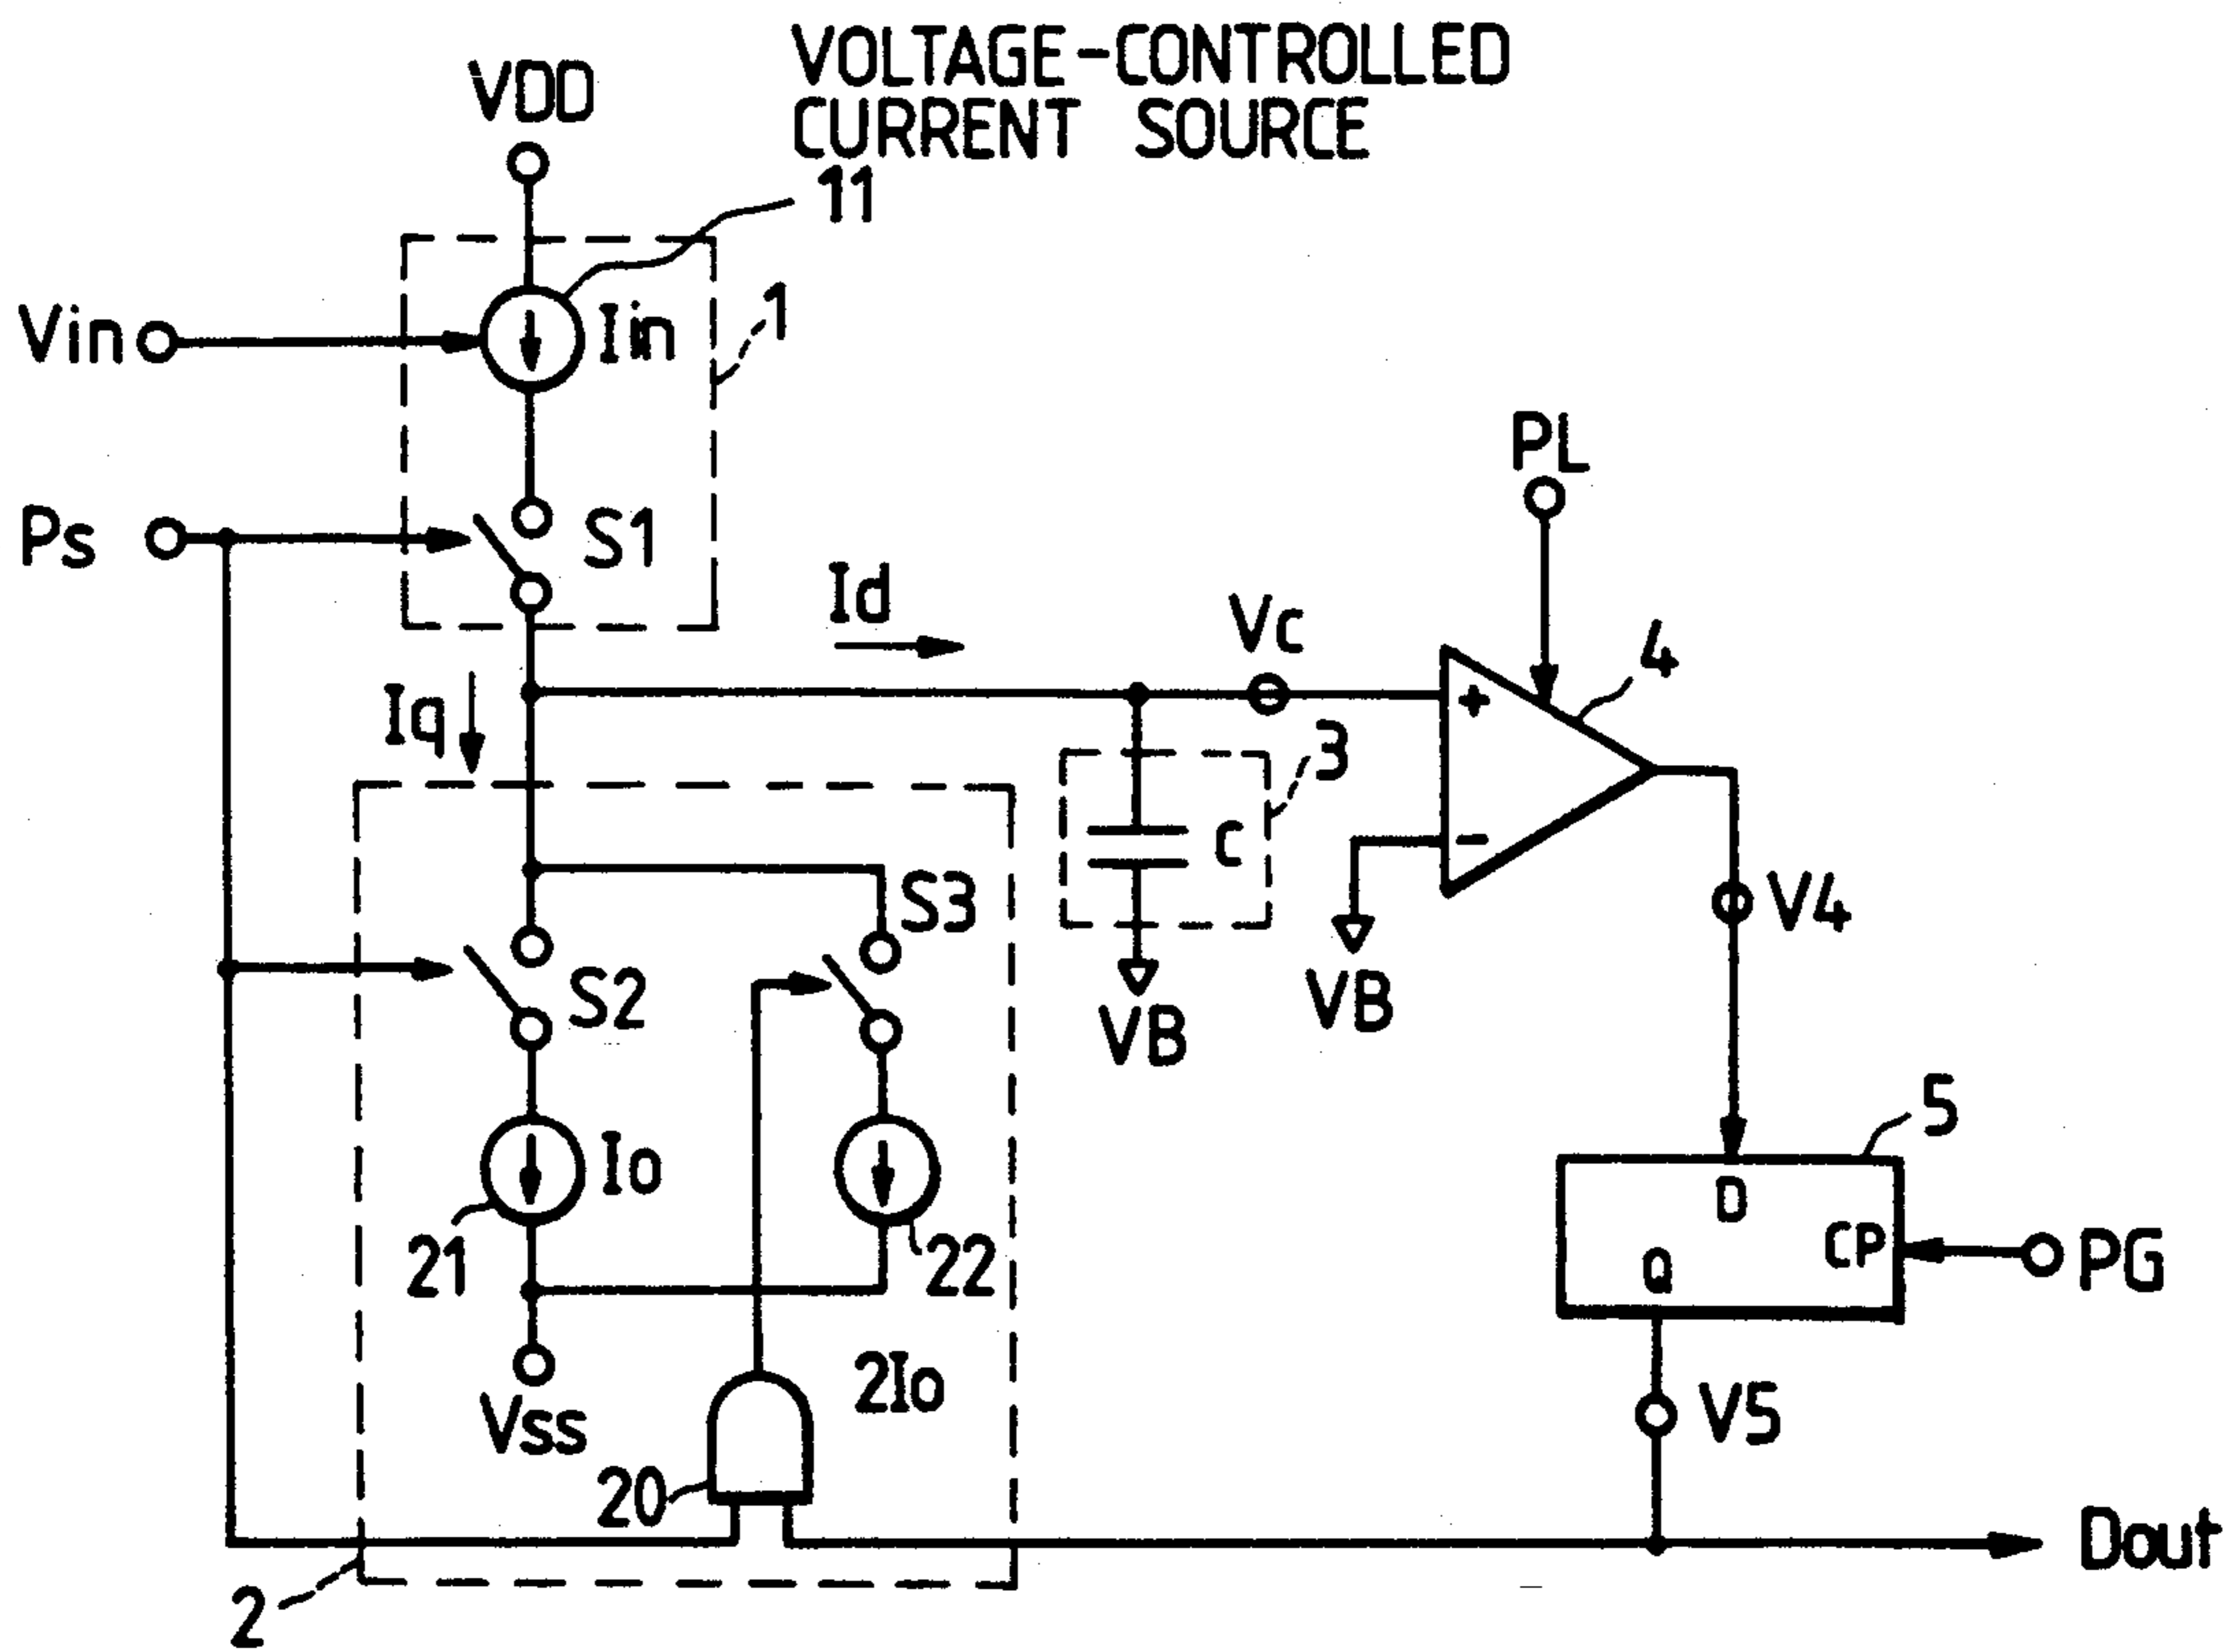 VOLTAGE-CONTROLLED
CURRENT SOURCE
VDD
11
Vin
Iin
1
PL
Ps
S1
Id
Vc
4
Iq
+
3
C
-
S3
V4
S2
VB
VB
5
Io
D
21
22
CP
PG
Q
2Io
Vss
V5
20
Dout
2